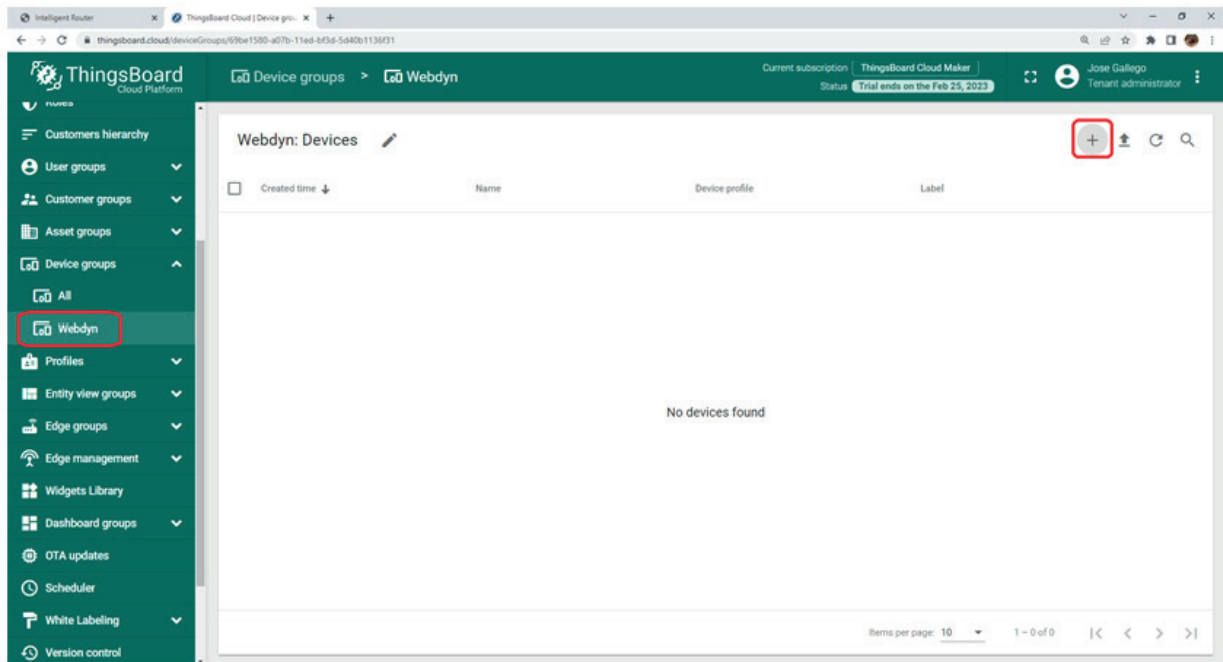 Intelligent Router
ThingsBoard Cloud | Device gro...
thingsboard.cloud/deviceGroups/69be1580-a07b-11ed-bf3d-5d40b1136f31
ThingsBoard
Cloud Platform
Device groups > Webdyn
Current subscription ThingsBoard Cloud Maker
Status Trial ends on the Feb 25, 2023
Jose Gallego
Tenant administrator
Roles
Customers hierarchy
User groups
Customer groups
Asset groups
Device groups
All
Webdyn
Profiles
Entity view groups
Edge groups
Edge management
Widgets Library
Dashboard groups
OTA updates
Scheduler
White Labeling
Version control
Webdyn: Devices
Created time Name Device profile Label
No devices found
Items per page: 10 1 – 0 of 0